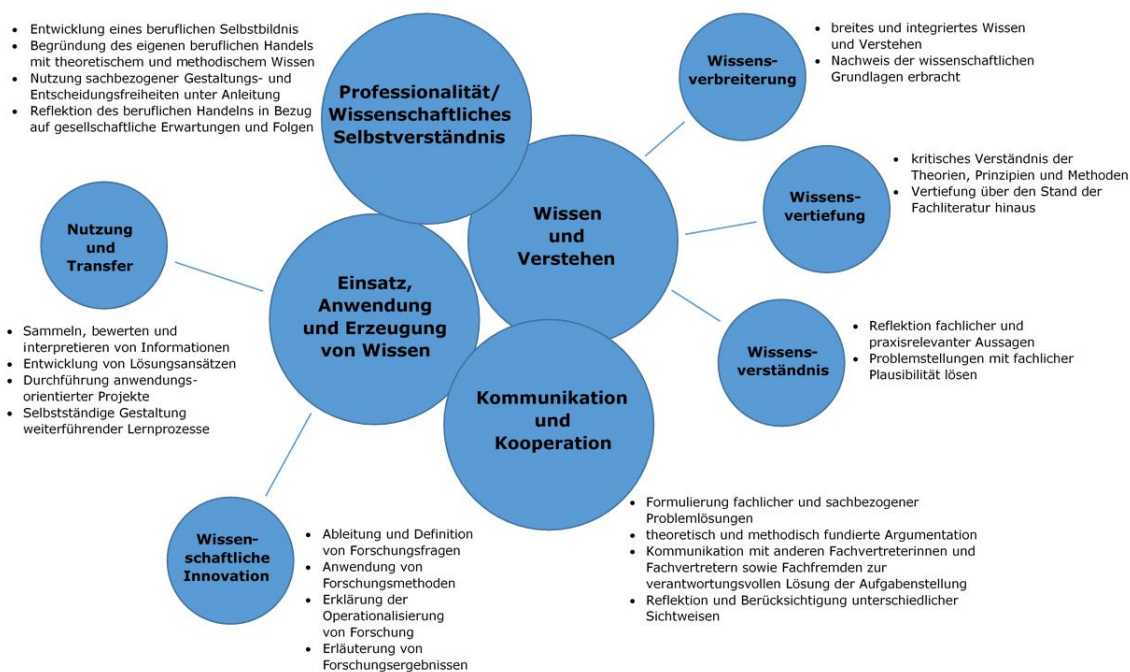 • Entwicklung eines beruflichen Selbstbildnis
• Begründung des eigenen beruflichen Handels
mit theoretischem und methodischem Wissen
• Nutzung sachbezogener Gestaltungs- und
Entscheidungsfreiheiten unter Anleitung
• Reflektion des beruflichen Handelns in Bezug
auf gesellschaftliche Erwartungen und Folgen
Professionalität/
Wissenschaftliches
Selbstverständnis
Wissens-
verbreiterung
• breites und integriertes Wissen
und Verstehen
• Nachweis der wissenschaftlichen
Grundlagen erbracht
Wissen
und
Verstehen
Wissens-
vertiefung
• kritisches Verständnis der
Theorien, Prinzipien und Methoden
• Vertiefung über den Stand der
Fachliteratur hinaus
Nutzung
und
Transfer
Einsatz,
Anwendung
und Erzeugung
von Wissen
• Sammeln, bewerten und
interpretieren von Informationen
• Entwicklung von Lösungsansätzen
• Durchführung anwendungs-
orientierter Projekte
• Selbstständige Gestaltung
weiterführender Lernprozesse
Wissens-
verständnis
• Reflektion fachlicher und
praxisrelevanter Aussagen
• Problemstellungen mit fachlicher
Plausibilität lösen
Kommunikation
und
Kooperation
• Formulierung fachlicher und sachbezogener
Problemlösungen
• theoretisch und methodisch fundierte Argumentation
• Kommunikation mit anderen Fachvertreterinnen und
Fachvertretern sowie Fachfremden zur
verantwortungsvollen Lösung der Aufgabenstellung
• Reflektion und Berücksichtigung unterschiedlicher
Sichtweisen
Wissen-
schaftliche
Innovation
• Ableitung und Definition
von Forschungsfragen
• Anwendung von
Forschungsmethoden
• Erklärung der
Operationalisierung
von Forschung
• Erläuterung von
Forschungsergebnissen